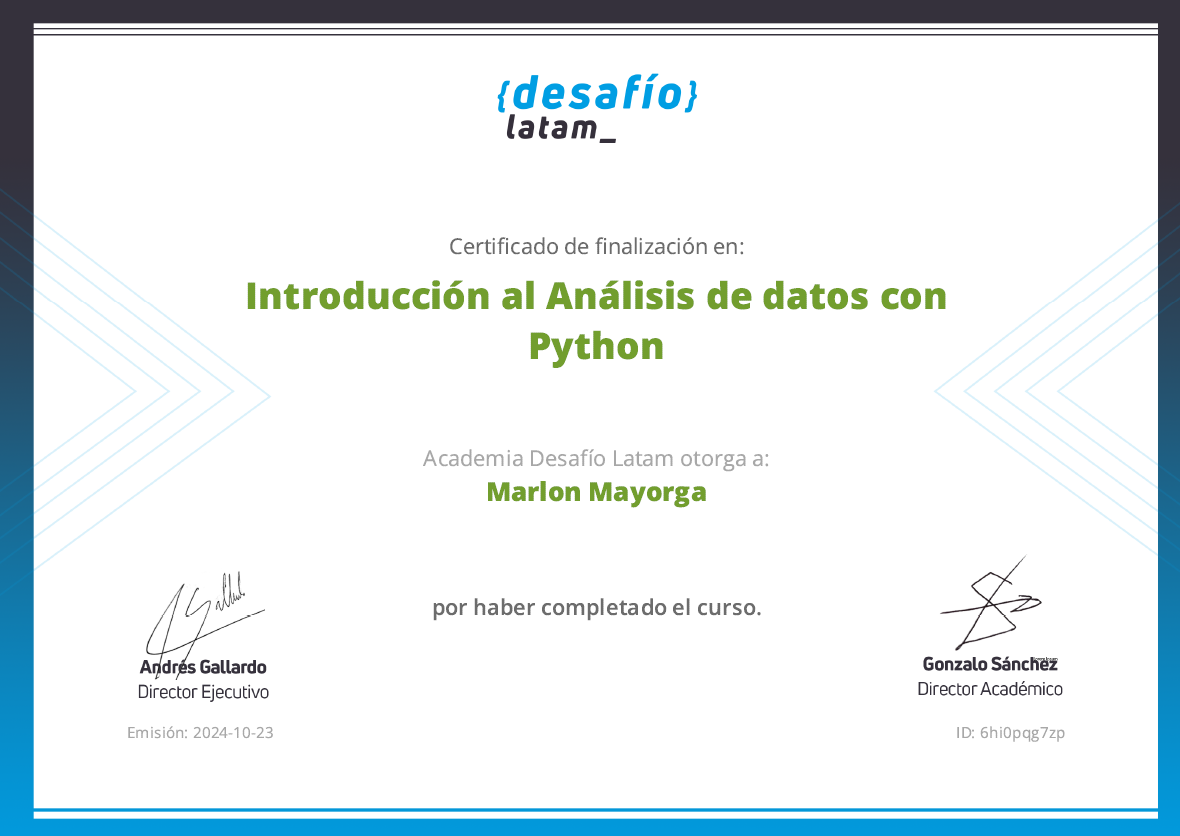 {desafío}
latam_
Certificado de finalización en:
Introducción al Análisis de datos con
Python
Academia Desafío Latam otorga a:
Marlon Mayorga
por haber completado el curso.
Andrés Gallardo
Director Ejecutivo
Gonzalo Sánchez
Director Académico
Emisión: 2024-10-23
ID: 6hi0pqg7zp